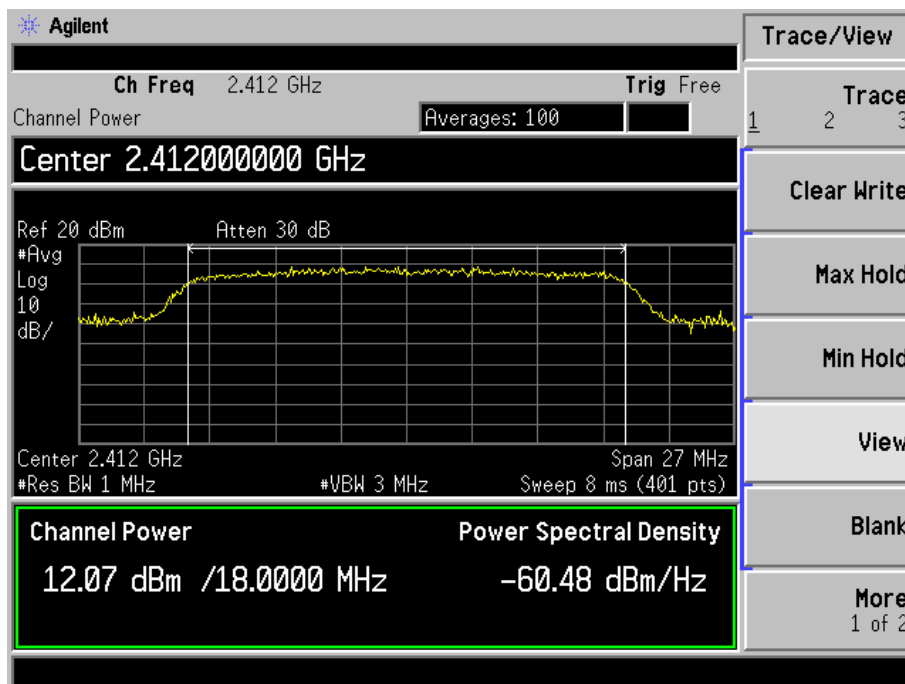 Agilent
Trace/View
Ch Freq 2.412 GHz Trig Free
Channel Power Averages: 100
Center 2.412000000 GHz
Ref 20 dBm Atten 30 dB
#Avg
Log
10
dB/
Center 2.412 GHz Span 27 MHz
#Res BW 1 MHz #VBW 3 MHz Sweep 8 ms (401 pts)
Channel Power Power Spectral Density
12.07 dBm /18.0000 MHz -60.48 dBm/Hz
Trace
1 2 3
Clear Write
Max Hold
Min Hold
View
Blank
More
1 of 2